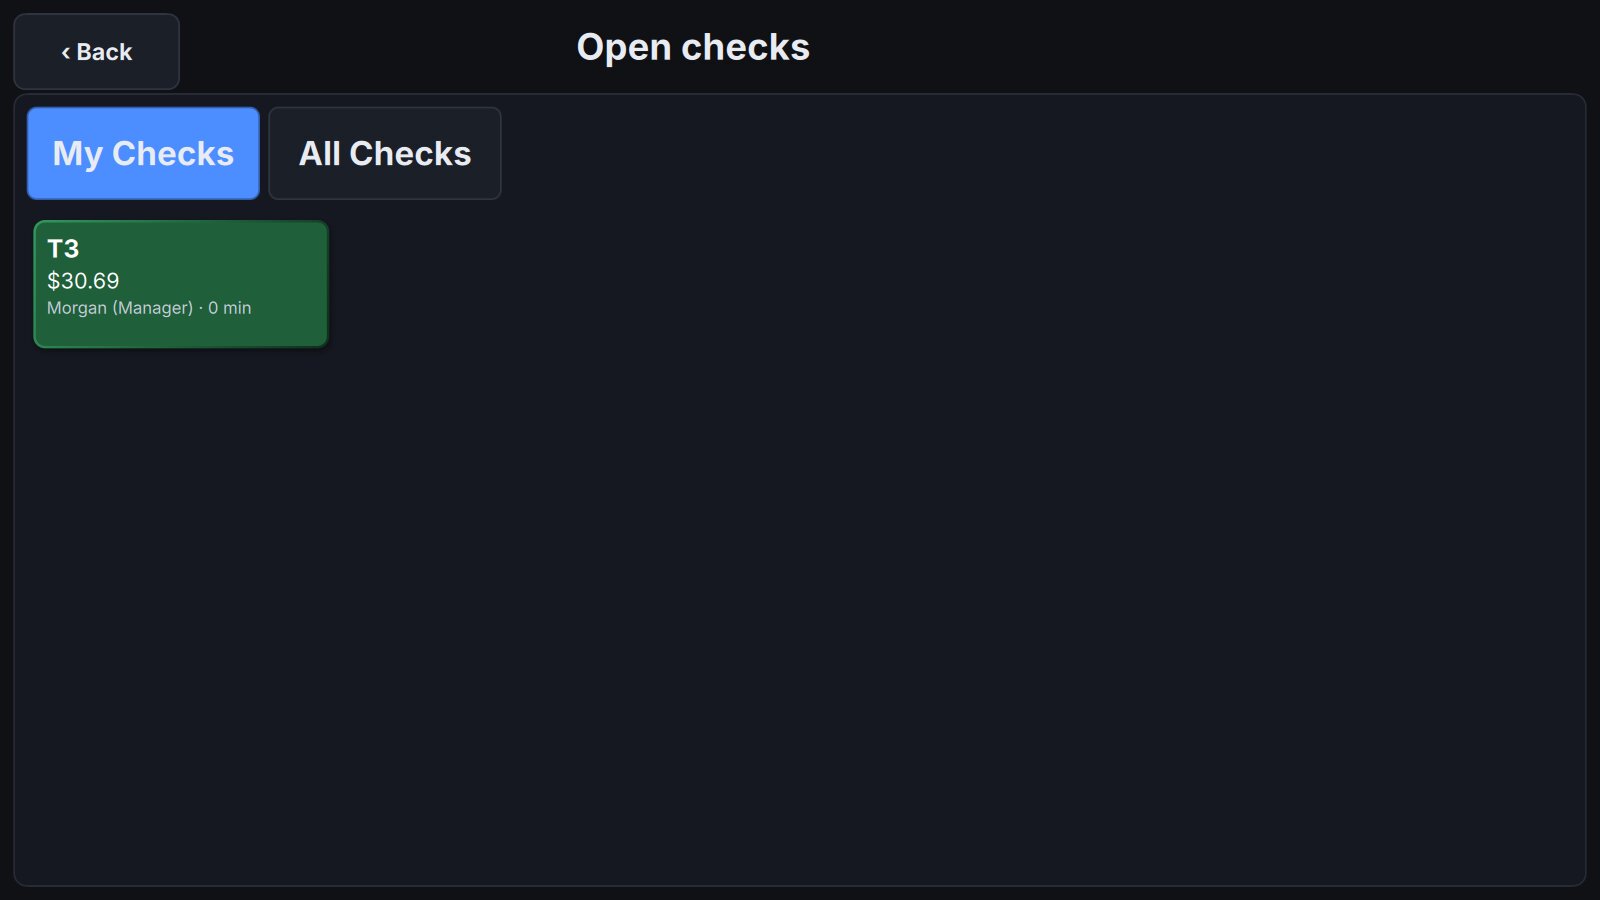 ‹ Back
Open checks
My Checks
All Checks
T3
$30.69
Morgan (Manager) · 0 min